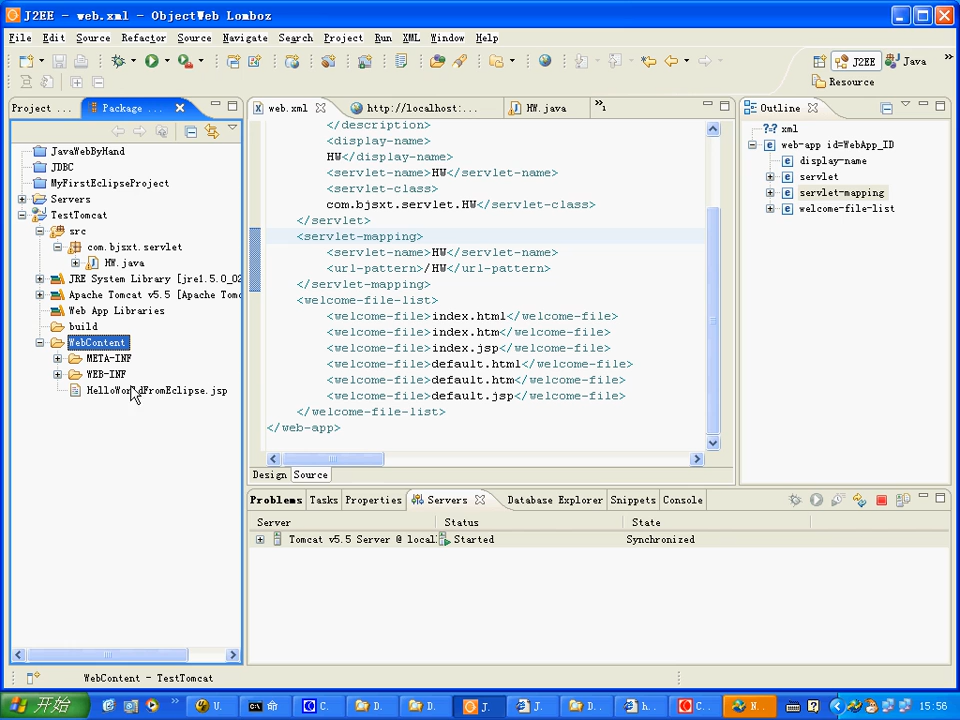 J2EE - web.xml - ObjectWeb Lomboz
File Edit Source Refactor Source Navigate Search Project Run XML Window Help
J2EE Java »
Resource
Project ... Package ...
JavaWebByHand
JDBC
MyFirstEclipseProject
Servers
TestTomcat
src
com.bjsxt.servlet
HW.java
JRE System Library [jre1.5.0_02
Apache Tomcat v5.5 [Apache Tomc
Web App Libraries
build
WebContent
META-INF
WEB-INF
HelloWorldFromEclipse.jsp
web.xml http://localhost:... HW.java »1
</description>
<display-name>
HW</display-name>
<servlet-name>HW</servlet-name>
<servlet-class>
com.bjsxt.servlet.HW</servlet-class>
</servlet>
<servlet-mapping>
<servlet-name>HW</servlet-name>
<url-pattern>/HW</url-pattern>
</servlet-mapping>
<welcome-file-list>
<welcome-file>index.html</welcome-file>
<welcome-file>index.htm</welcome-file>
<welcome-file>index.jsp</welcome-file>
<welcome-file>default.html</welcome-file>
<welcome-file>default.htm</welcome-file>
<welcome-file>default.jsp</welcome-file>
</welcome-file-list>
</web-app>
Design Source
Outline
?? xml
web-app id=WebApp_ID
display-name
servlet
servlet-mapping
welcome-file-list
Problems Tasks Properties Servers Database Explorer Snippets Console
Server Status State
Tomcat v5.5 Server @ local Started Synchronized
WebContent - TestTomcat
开始 » U. 命 C. D. D. J. J. D. h. C. N. 15:56